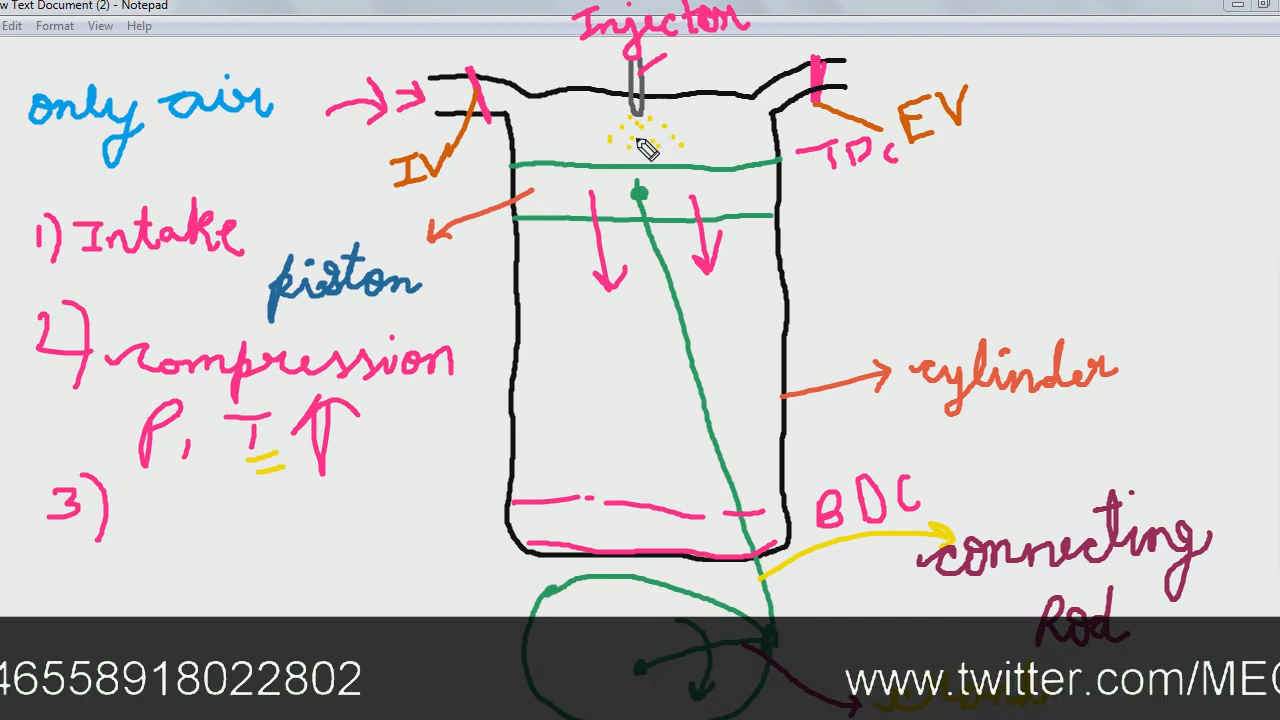 w Text Document (2) - Notepad
Edit Format View Help
Injector
only air
IV
EV
TDC
1) Intake
piston
2) compression
P, T ↑
cylinder
3)
BDC
connecting
Rod
46558918022802
www.twitter.com/MEC